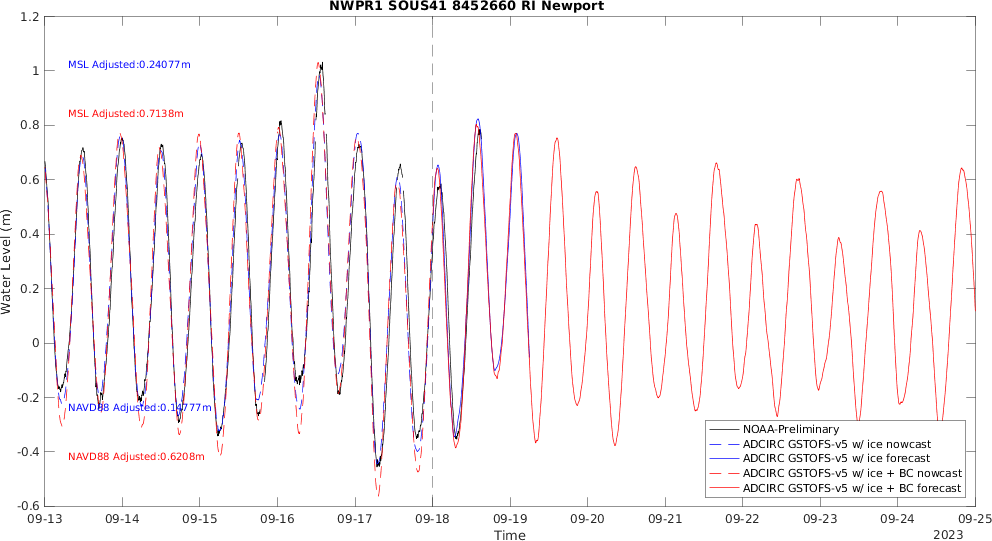 NWPR1 SOUS41 8452660 RI Newport
1.2
1
0.8
0.6
0.4
0.2
0
-0.2
-0.4
-0.6
Water Level (m)
MSL Adjusted:0.24077m
MSL Adjusted:0.7138m
NAVD88 Adjusted:0.14777m
NAVD88 Adjusted:0.6208m
NOAA-Preliminary
ADCIRC GSTOFS-v5 w/ ice nowcast
ADCIRC GSTOFS-v5 w/ ice forecast
ADCIRC GSTOFS-v5 w/ ice + BC nowcast
ADCIRC GSTOFS-v5 w/ ice + BC forecast
09-13 09-14 09-15 09-16 09-17 09-18 09-19 09-20 09-21 09-22 09-23 09-24 09-25
Time 2023